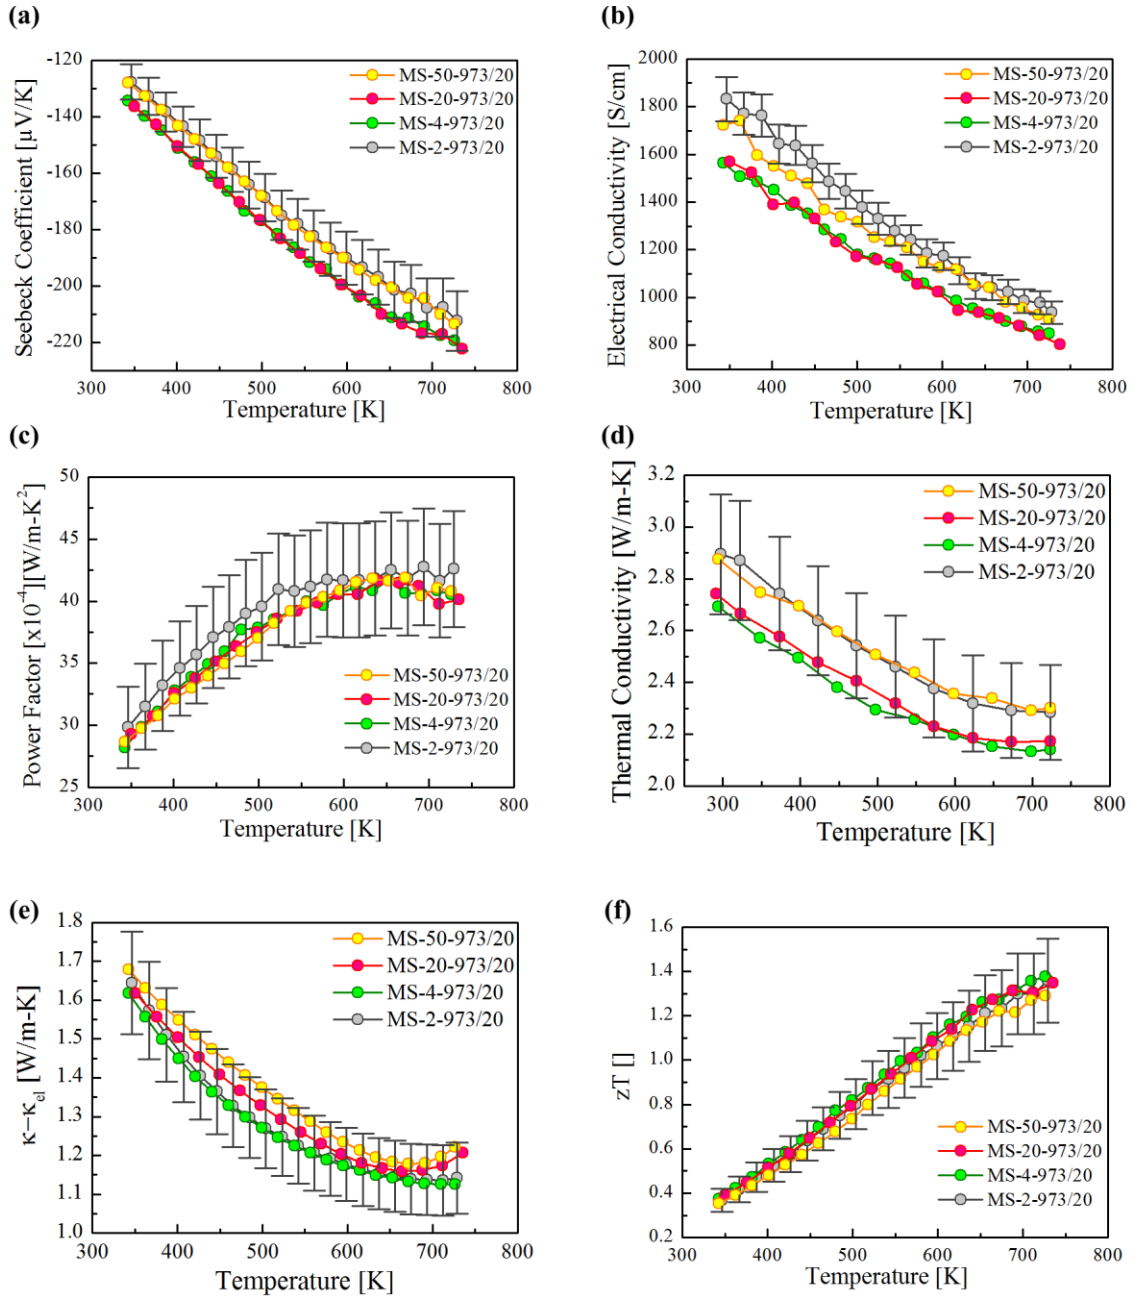 (a)
Seebeck Coefficient [μ V/K]
-120
-140
-160
-180
-200
-220
300 400 500 600 700 800
Temperature [K]
MS-50-973/20
MS-20-973/20
MS-4-973/20
MS-2-973/20
(b)
Electrical Conductivity [S/cm]
2000
1800
1600
1400
1200
1000
800
300 400 500 600 700 800
Temperature [K]
MS-50-973/20
MS-20-973/20
MS-4-973/20
MS-2-973/20
(c)
Power Factor [x10⁻⁴][W/m-K²]
50
45
40
35
30
25
300 400 500 600 700 800
Temperature [K]
MS-50-973/20
MS-20-973/20
MS-4-973/20
MS-2-973/20
(d)
Thermal Conductivity [W/m-K]
3.2
3.0
2.8
2.6
2.4
2.2
2.0
300 400 500 600 700 800
Temperature [K]
MS-50-973/20
MS-20-973/20
MS-4-973/20
MS-2-973/20
(e)
κ−κel [W/m-K]
1.8
1.7
1.6
1.5
1.4
1.3
1.2
1.1
1.0
300 400 500 600 700 800
Temperature [K]
MS-50-973/20
MS-20-973/20
MS-4-973/20
MS-2-973/20
(f)
zT []
1.6
1.4
1.2
1.0
0.8
0.6
0.4
0.2
300 400 500 600 700 800
Temperature [K]
MS-50-973/20
MS-20-973/20
MS-4-973/20
MS-2-973/20